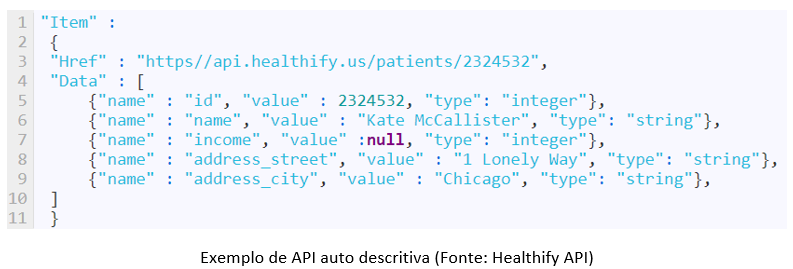 1 "Item" :
2 {
3 "Href" : "https//api.healthify.us/patients/2324532",
4 "Data" : [
5 {"name" : "id", "value" : 2324532, "type": "integer"},
6 {"name" : "name", "value" : "Kate McCallister", "type": "string"},
7 {"name" : "income", "value" :null, "type": "integer"},
8 {"name" : "address_street", "value" : "1 Lonely Way", "type": "string"},
9 {"name" : "address_city", "value" : "Chicago", "type": "string"},
10 ]
11 }
Exemplo de API auto descritiva (Fonte: Healthify API)